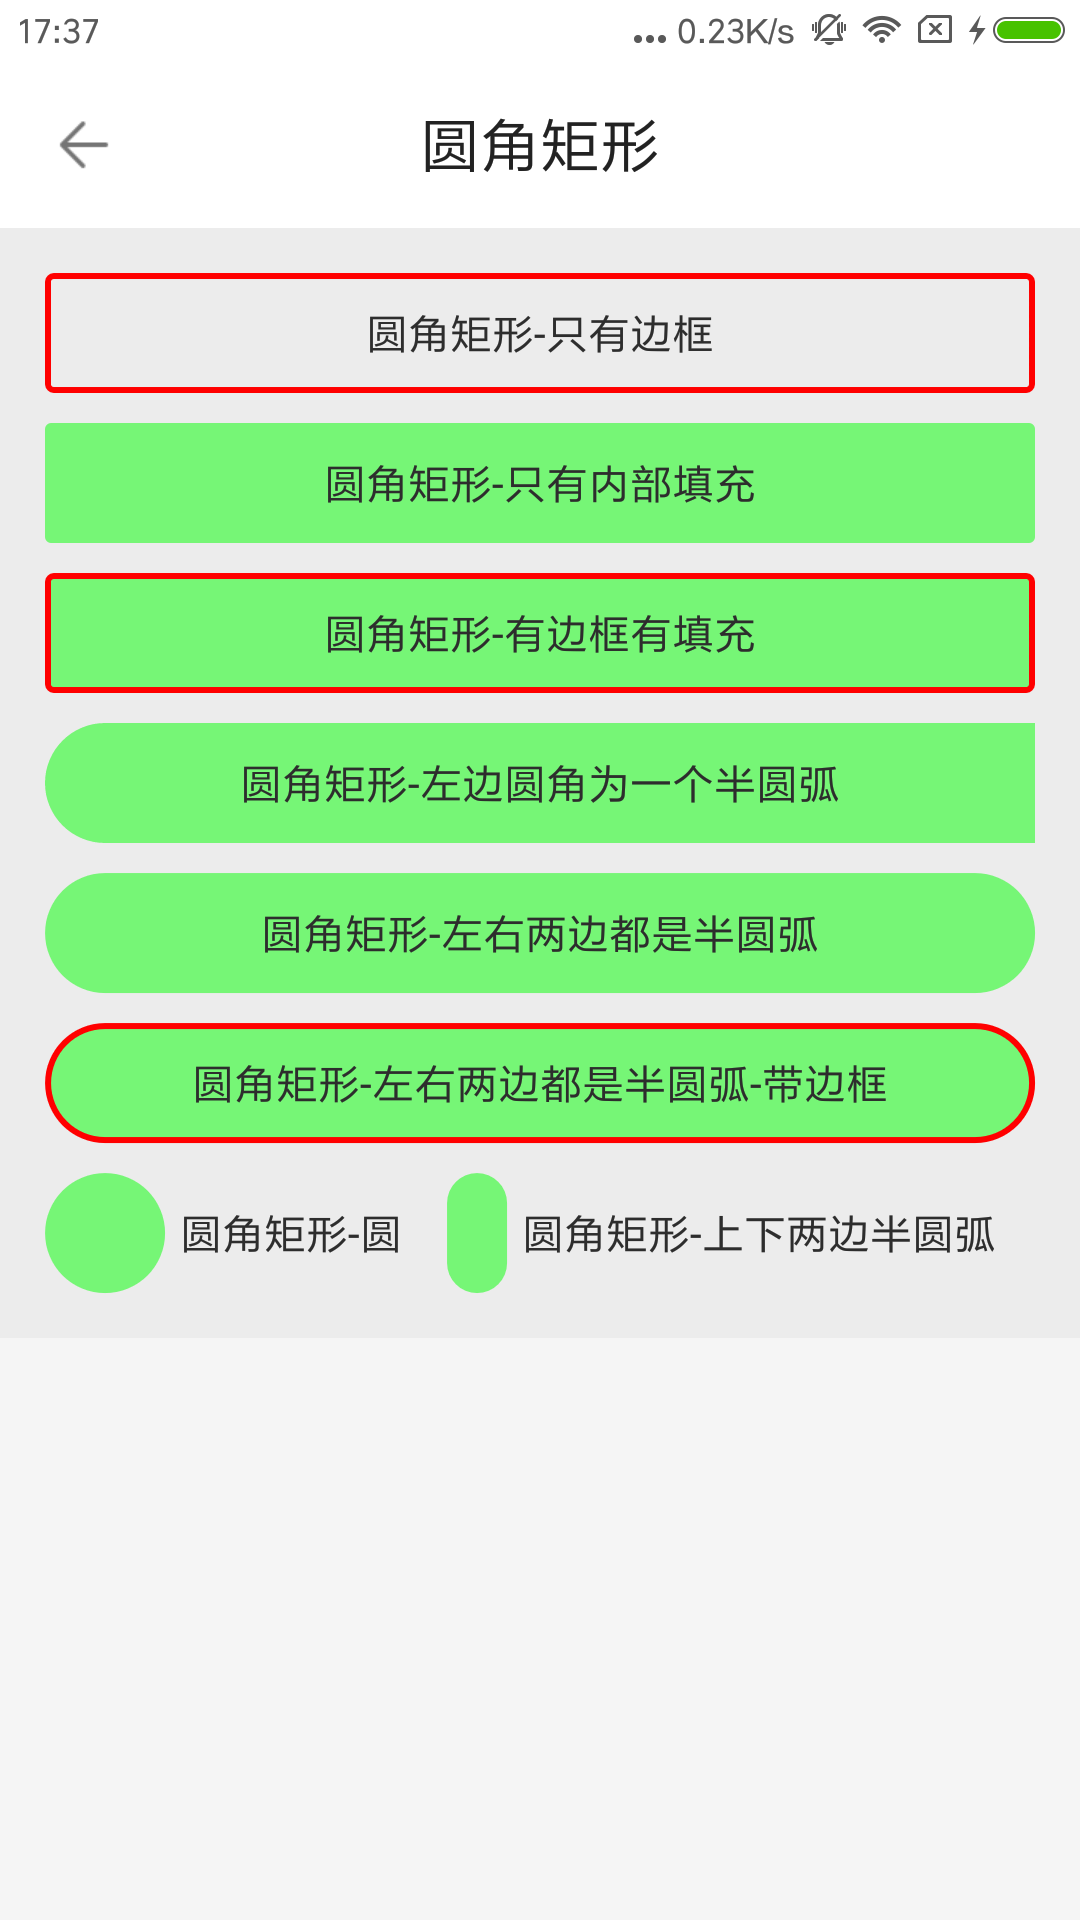 17:37
... 0.23K/s
圆角矩形
圆角矩形-只有边框
圆角矩形-只有内部填充
圆角矩形-有边框有填充
圆角矩形-左边圆角为一个半圆弧
圆角矩形-左右两边都是半圆弧
圆角矩形-左右两边都是半圆弧-带边框
圆角矩形-圆
圆角矩形-上下两边半圆弧